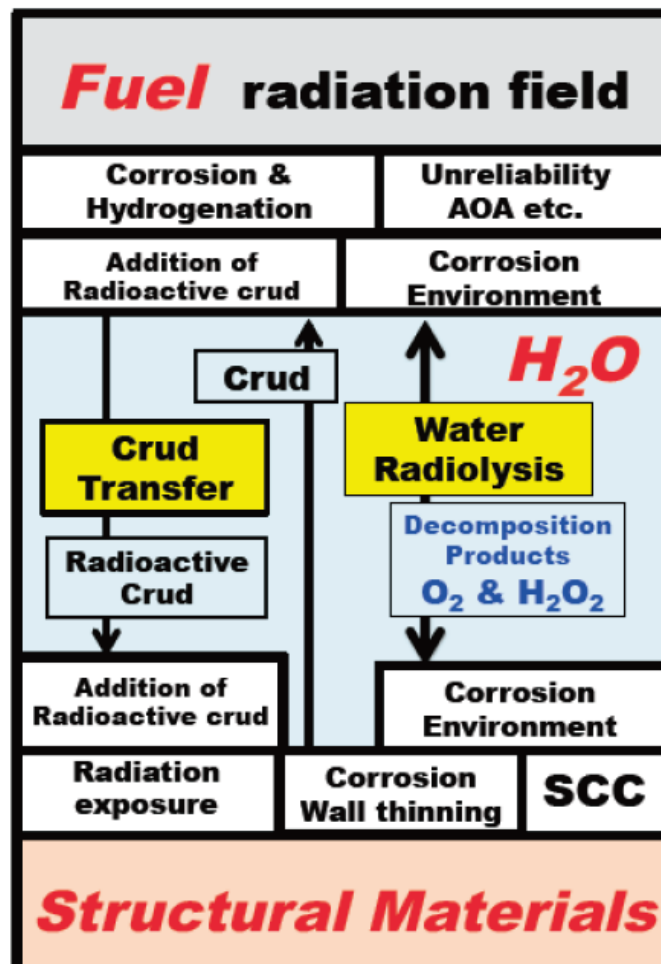 Fuel radiation field
Corrosion &
Hydrogenation
Unreliability
AOA etc.
Addition of
Radioactive crud
Corrosion
Environment
H₂O
Crud
Crud
Transfer
Water
Radiolysis
Radioactive
Crud
Decomposition
Products
O₂ & H₂O₂
Addition of
Radioactive crud
Corrosion
Environment
Radiation
exposure
Corrosion
Wall thinning
SCC
Structural Materials